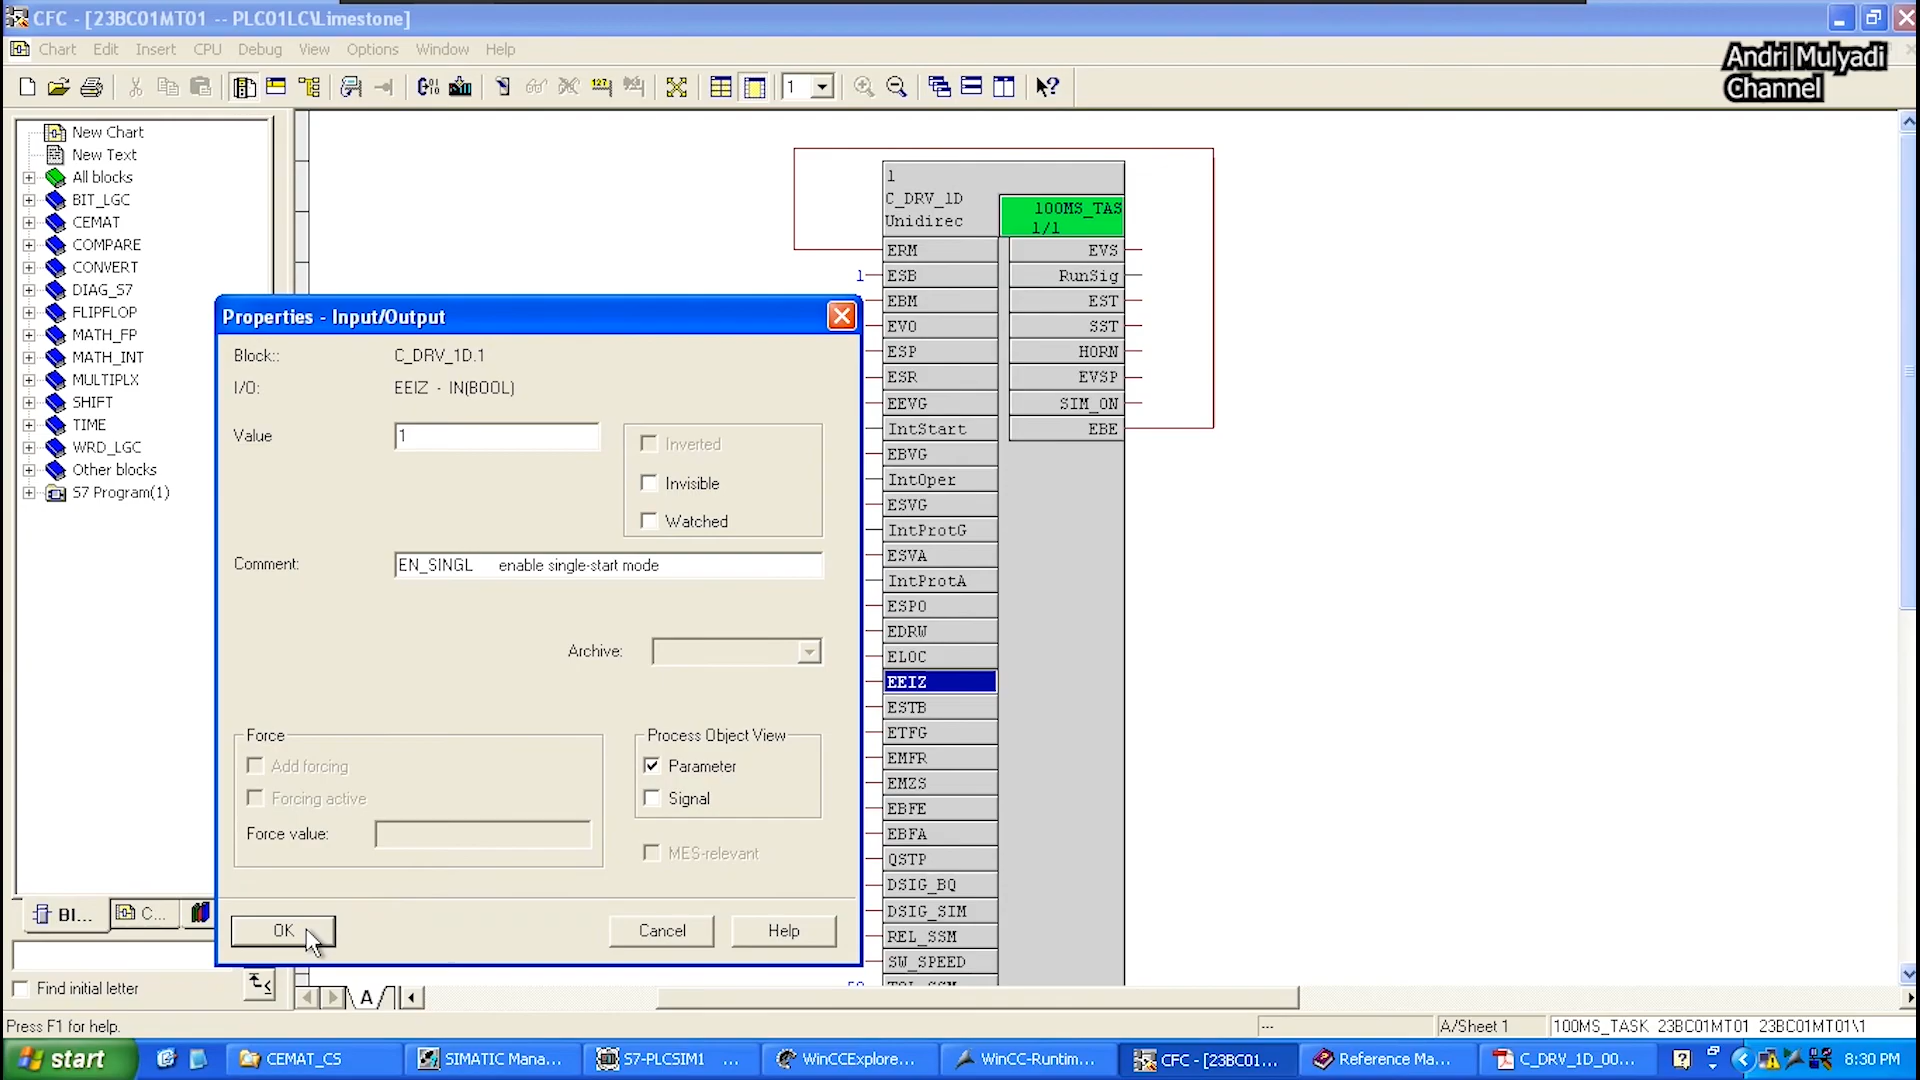 CFC - [23BC01MT01 -- PLC01LC\Limestone]
Chart Edit Insert CPU Debug View Options Window Help
Andri Mulyadi
Channel
1
New Chart
New Text
All blocks
BIT_LGC
CEMAT
COMPARE
CONVERT
DIAG_S7
FLIPFLOP
MATH_FP
MATH_INT
MULTIPLX
SHIFT
TIME
WRD_LGC
Other blocks
S7 Program(1)
BI...
C...
Find initial letter
1
C_DRV_1D
Unidirec
100MS_TAS
1/1
ERM EVS
1 ESB RunSig
EBM EST
EVO SST
ESP HORN
ESR EVSP
EEVG SIM_ON
IntStart EBE
EBVG
IntOper
ESVG
IntProtG
ESVA
IntProtA
ESPO
EDRW
ELOC
EEIZ
ESTB
ETFG
EMFR
EMZS
EBFE
EBFA
QSTP
DSIG_BQ
DSIG_SIM
REL_SSM
SW_SPEED
Properties - Input/Output
Block:: C_DRV_1D.1
I/O: EEIZ - IN(BOOL)
Value 1
Inverted
Invisible
Watched
Comment: EN_SINGL enable single-start mode
Archive:
Force
Add forcing
Forcing active
Force value:
Process Object View
Parameter
Signal
MES-relevant
OK Cancel Help
A
Press F1 for help.
--- A/Sheet 1 100MS_TASK 23BC01MT01 23BC01MT01\1
start CEMAT_CS SIMATIC Mana... S7-PLCSIM1 ... WinCCExplore... WinCC-Runtim... CFC - [23BC01... Reference Ma... C_DRV_1D_00... 8:30 PM